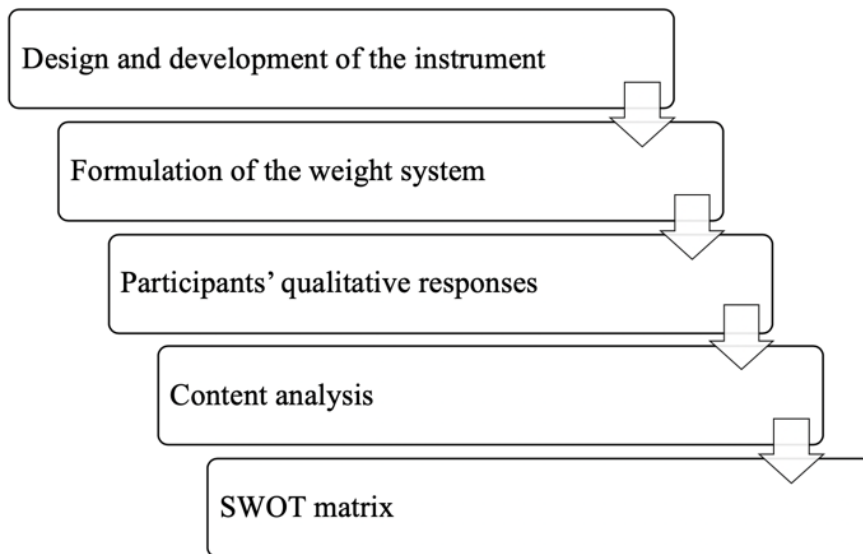 Design and development of the instrument
Formulation of the weight system
Participants’ qualitative responses
Content analysis
SWOT matrix